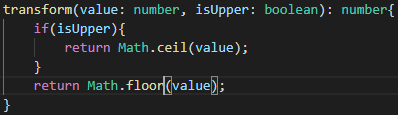 transform(value: number, isUpper: boolean): number{
    if(isUpper){
        return Math.ceil(value);
    }
    return Math.floor(value);
}